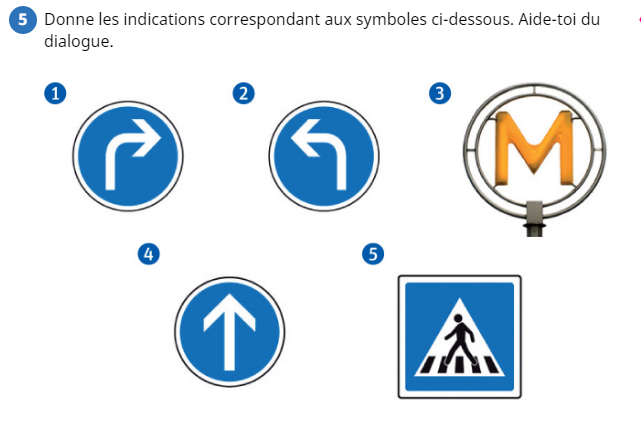 5 Donne les indications correspondant aux symboles ci-dessous. Aide-toi du
dialogue.
1
2
3
M
4
5